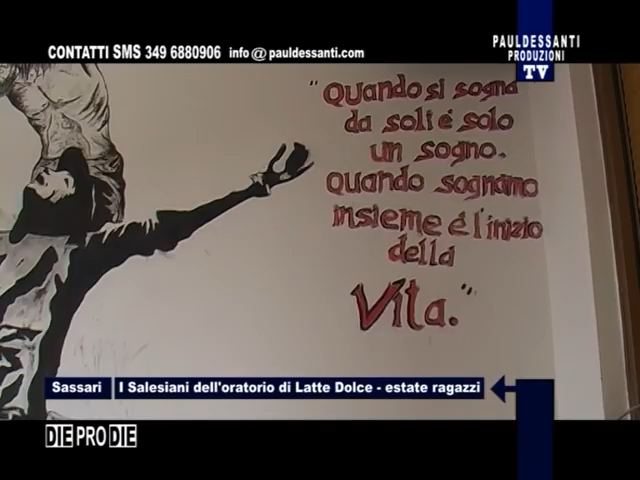 CONTATTI SMS 349 6880906 info@pauldessanti.com
PAULDESSANTI
PRODUZIONI
TV
"Quando si sogna
da soli é solo
un sogno.
Quando sognamo
insieme é l'inizio
della
Vita."
Sassari I Salesiani dell'oratorio di Latte Dolce - estate ragazzi
DIE PRO DIE